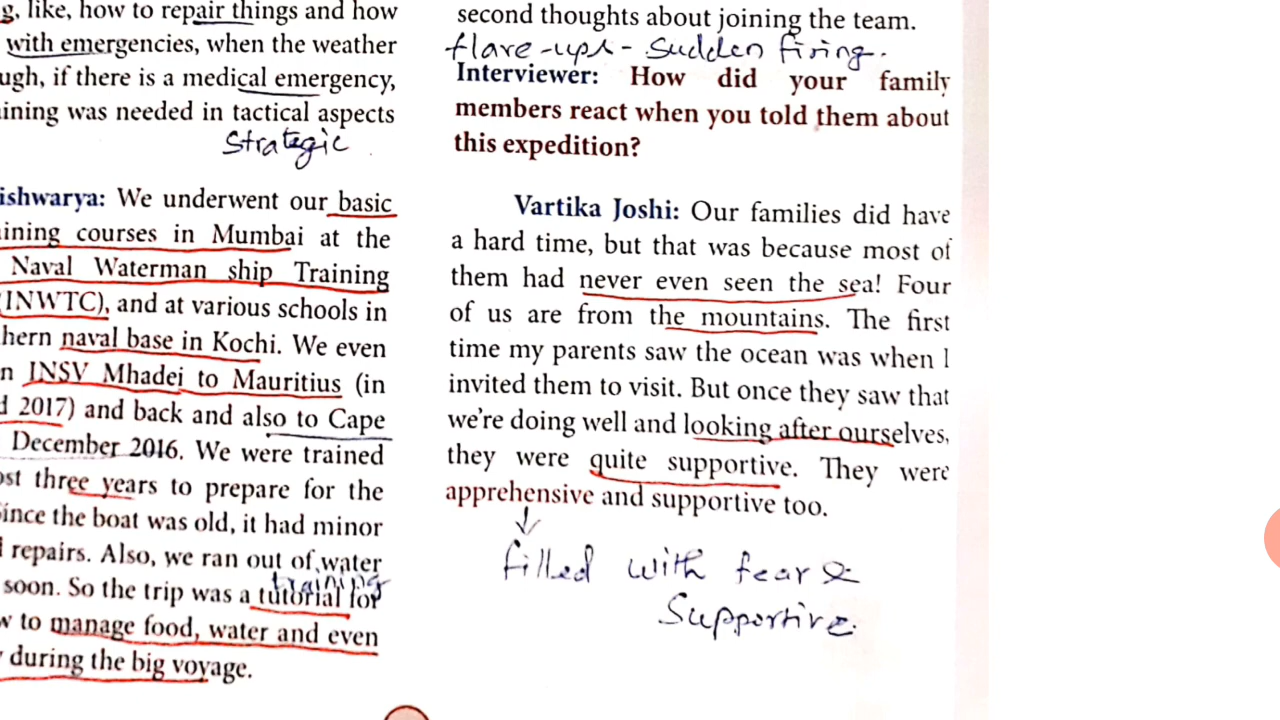 g, like, how to repair things and how
with emergencies, when the weather
ugh, if there is a medical emergency,
ining was needed in tactical aspects
Strategic
ishwarya: We underwent our basic
ining courses in Mumbai at the
Naval Waterman ship Training
(INWTC), and at various schools in
hern naval base in Kochi. We even
n INSV Mhadei to Mauritius (in
d 2017) and back and also to Cape
December 2016. We were trained
ost three years to prepare for the
Since the boat was old, it had minor
l repairs. Also, we ran out of water
training
soon. So the trip was a tutorial for
w to manage food, water and even
during the big voyage.
second thoughts about joining the team.
flare-ups - Sudden firing.
Interviewer: How did your family
members react when you told them about
this expedition?
Vartika Joshi: Our families did have
a hard time, but that was because most of
them had never even seen the sea! Four
of us are from the mountains. The first
time my parents saw the ocean was when I
invited them to visit. But once they saw that
we're doing well and looking after ourselves,
they were quite supportive. They were
apprehensive and supportive too.
filled with fear &
Supportive.